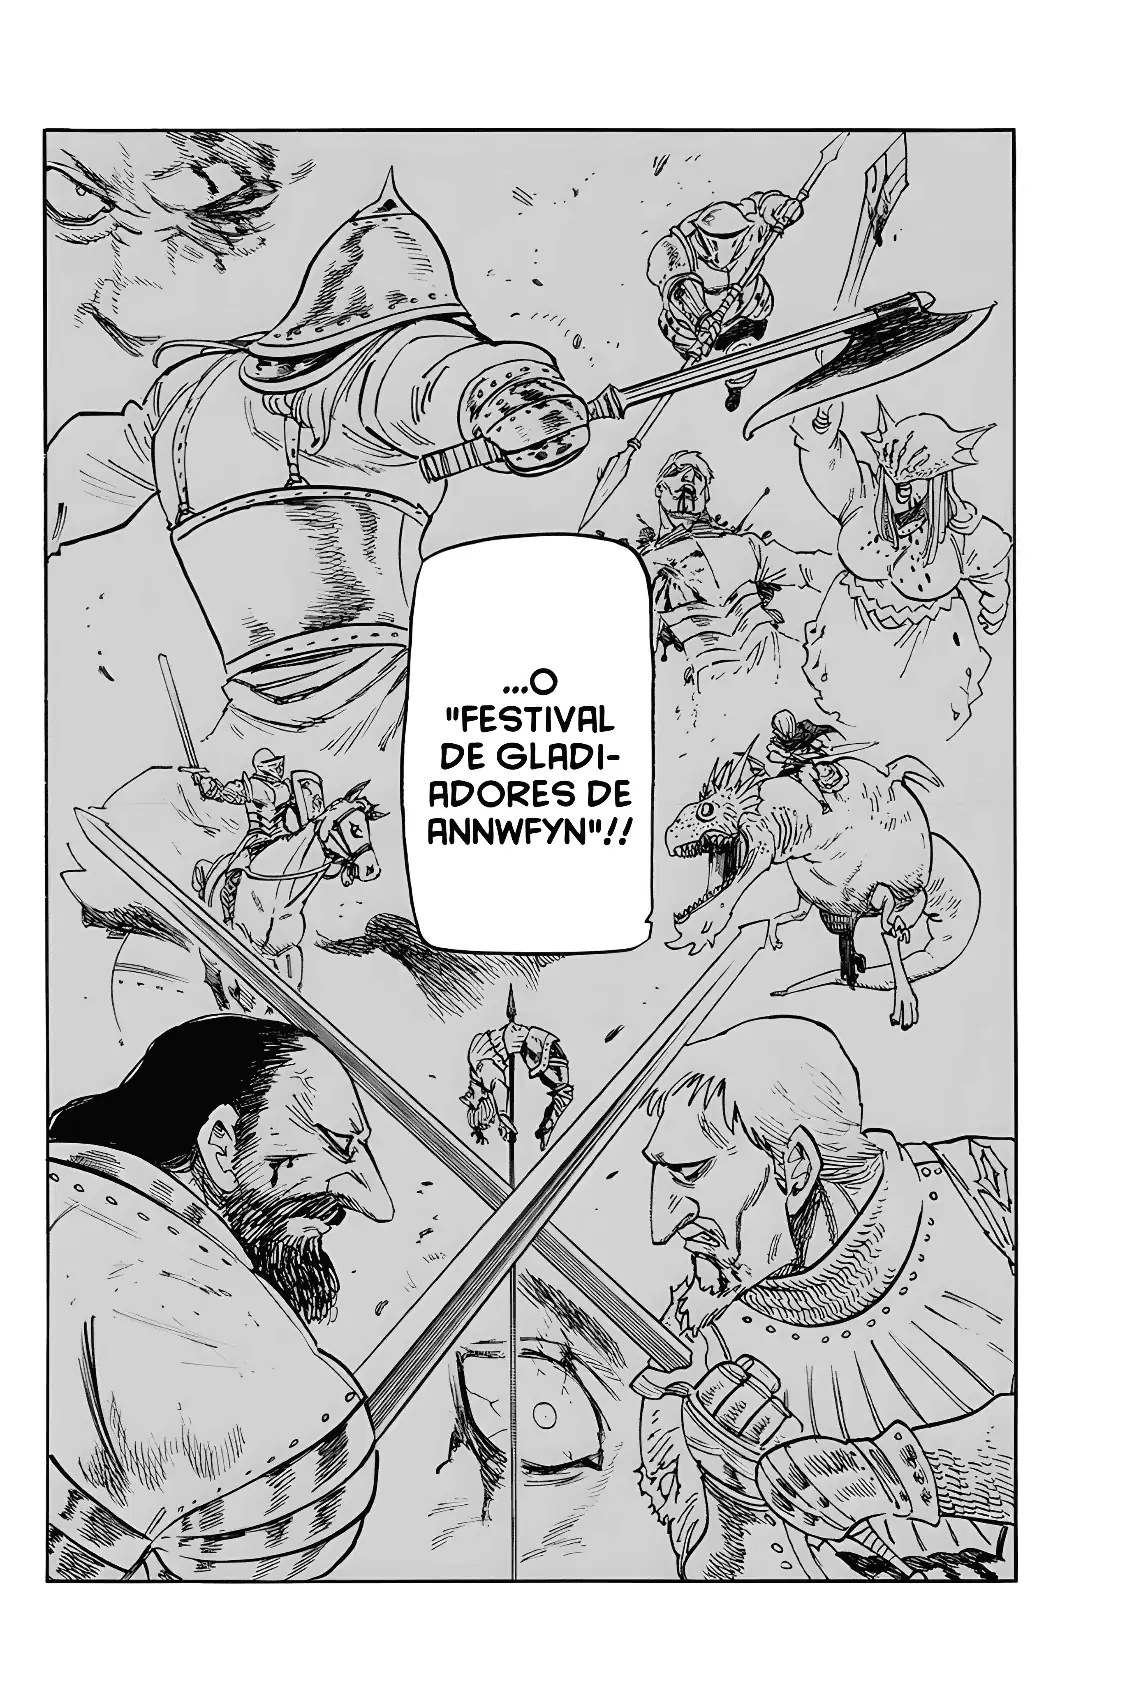 ...O
"FESTIVAL
DE GLADI-
ADORES DE
ANNWFYN"!!